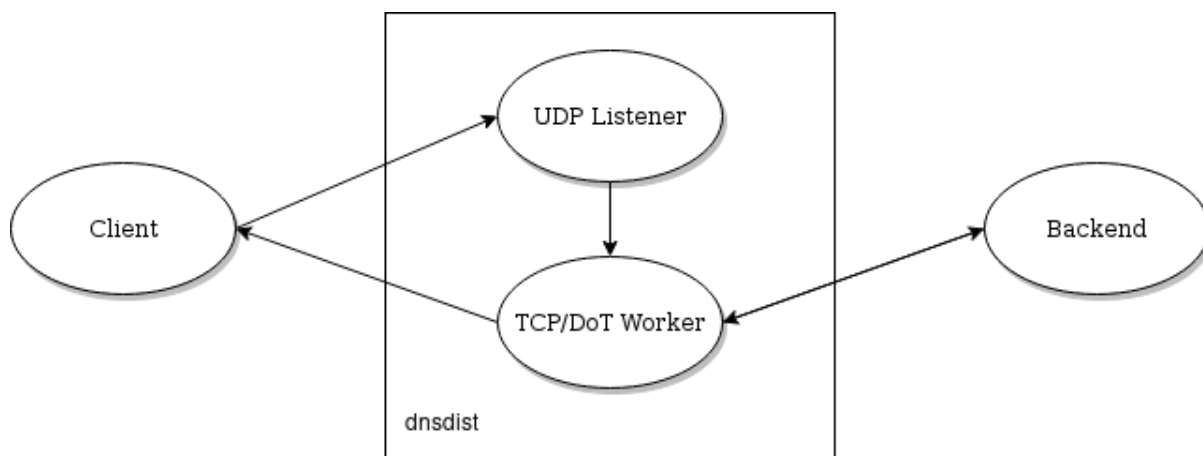 UDP Listener
Client
Backend
TCP/DoT Worker
dnsdist